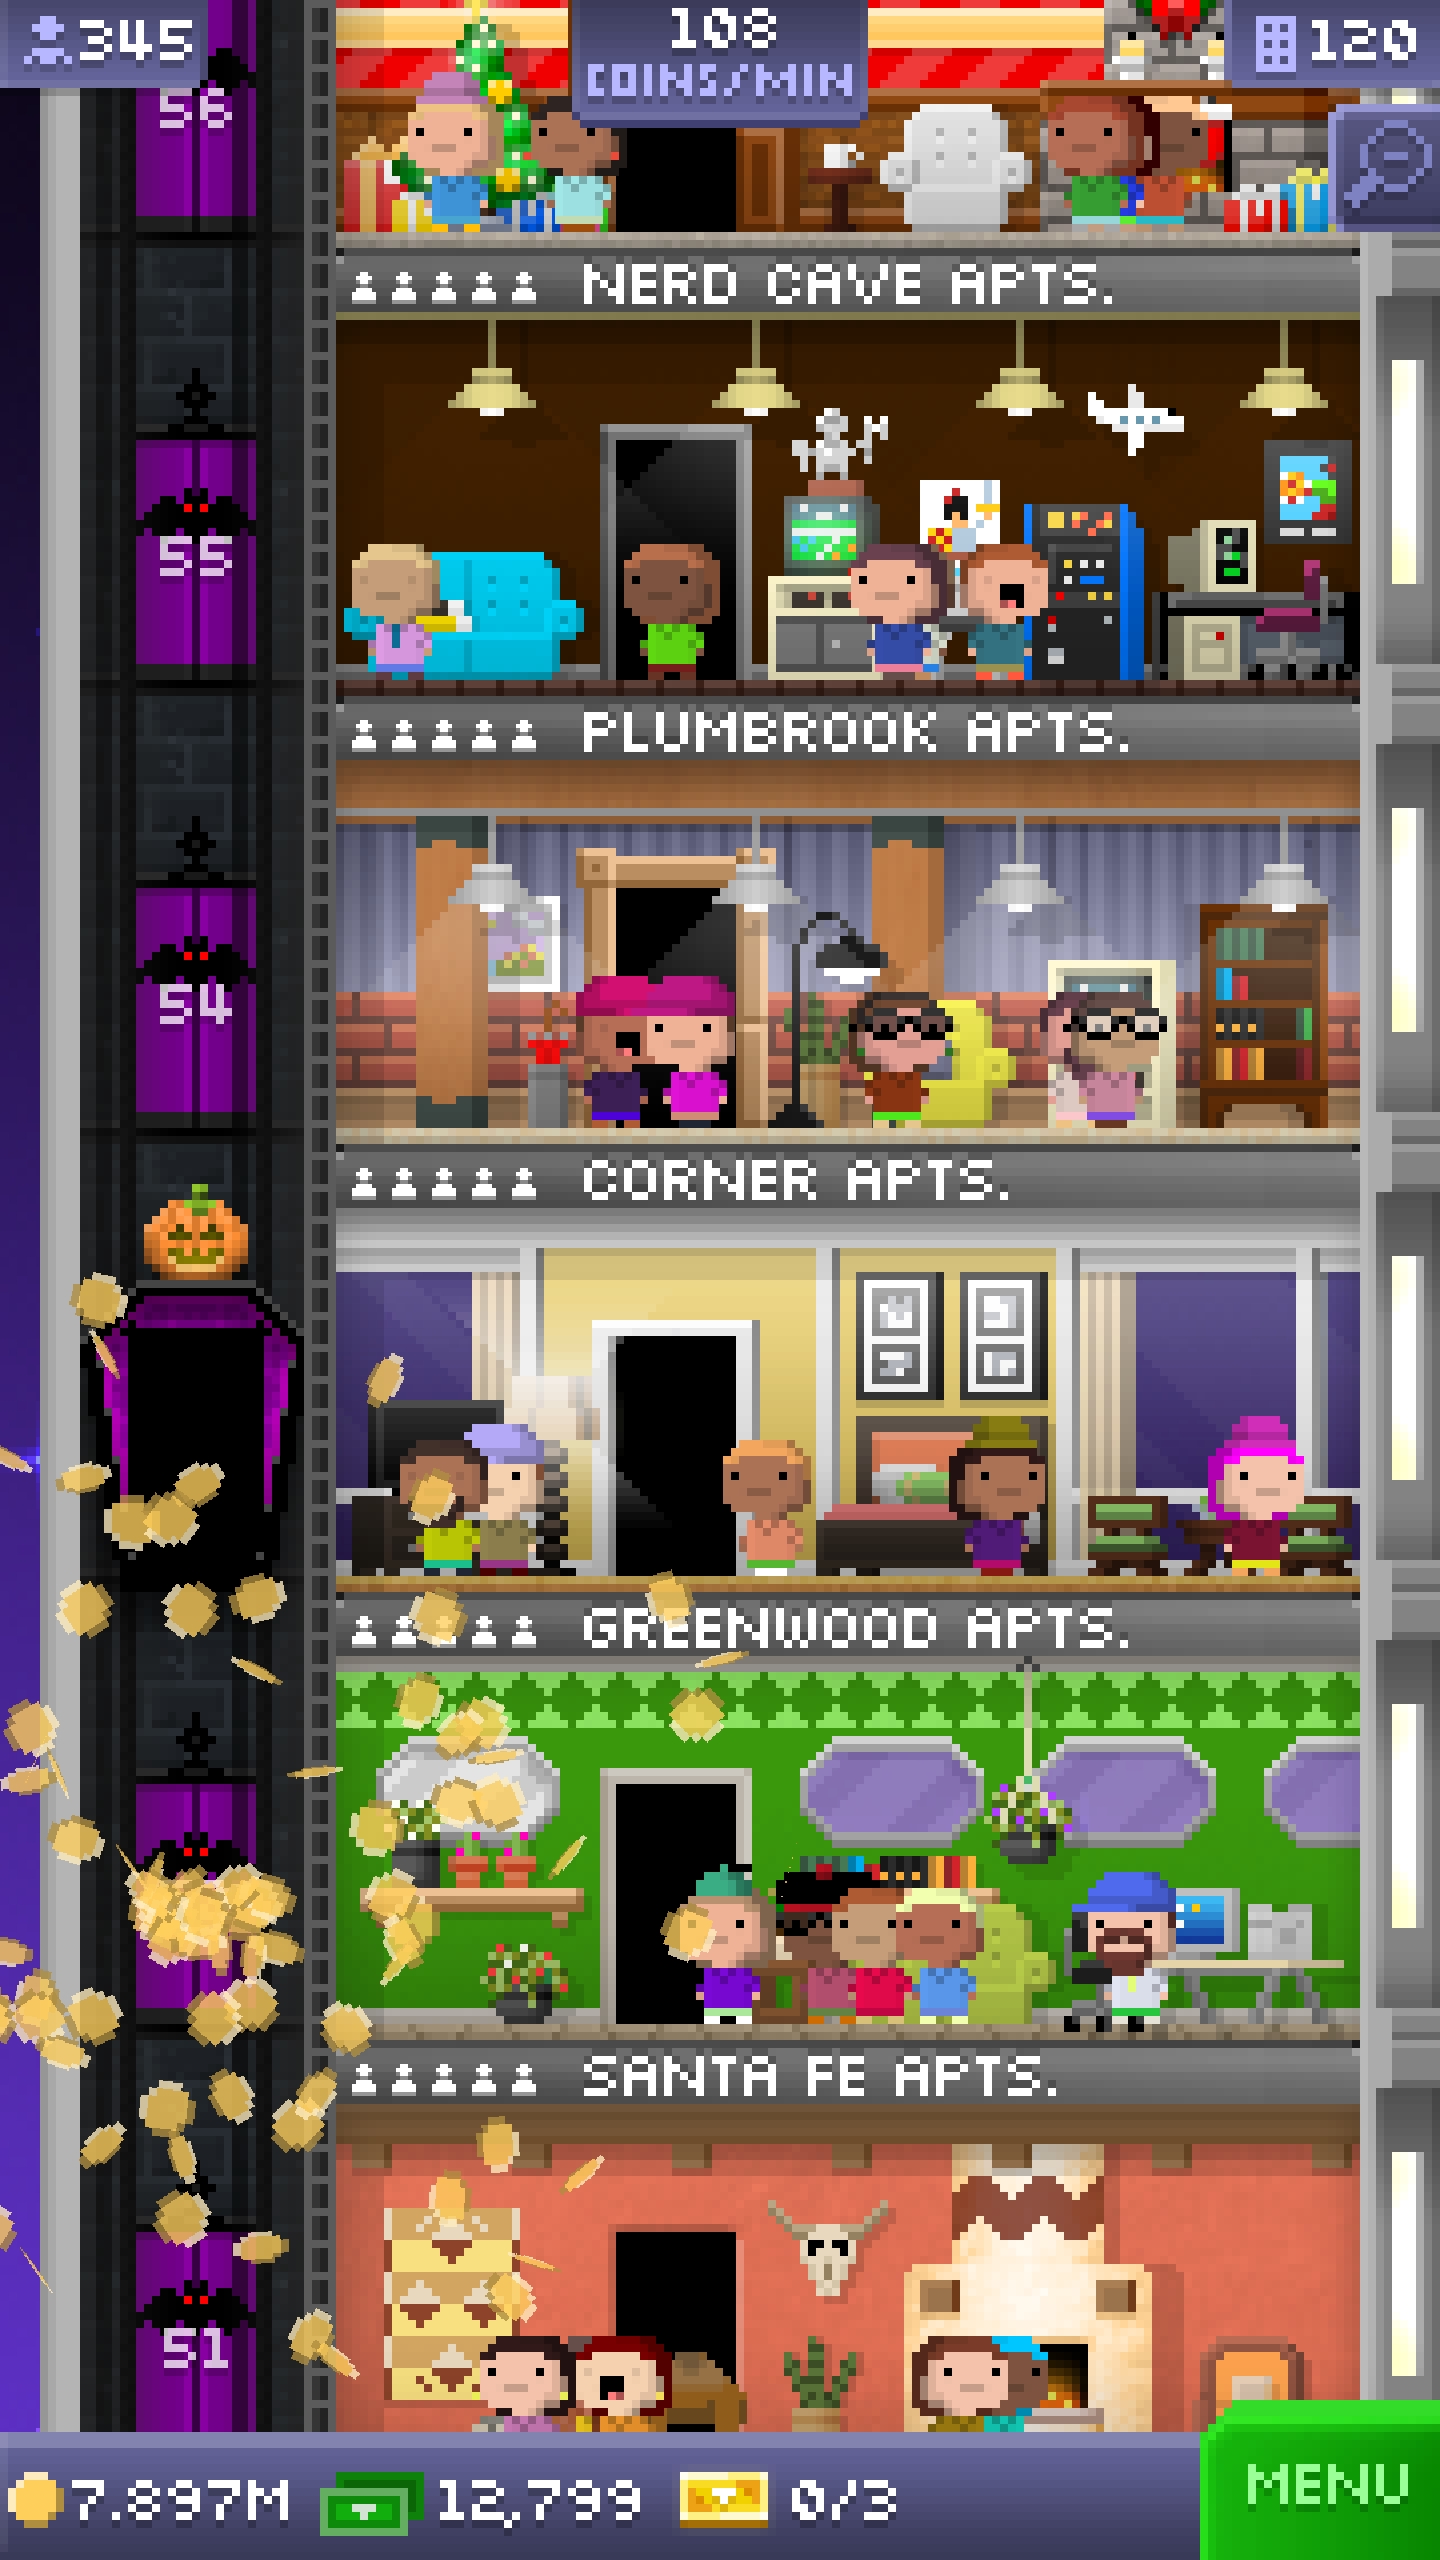 345
108
COINS/MIN
120
56
NERD CAVE APTS.
55
PLUMBROOK APTS.
54
CORNER APTS.
GREENWOOD APTS.
SANTA FE APTS.
51
7.897M
12,799
0/3
MENU